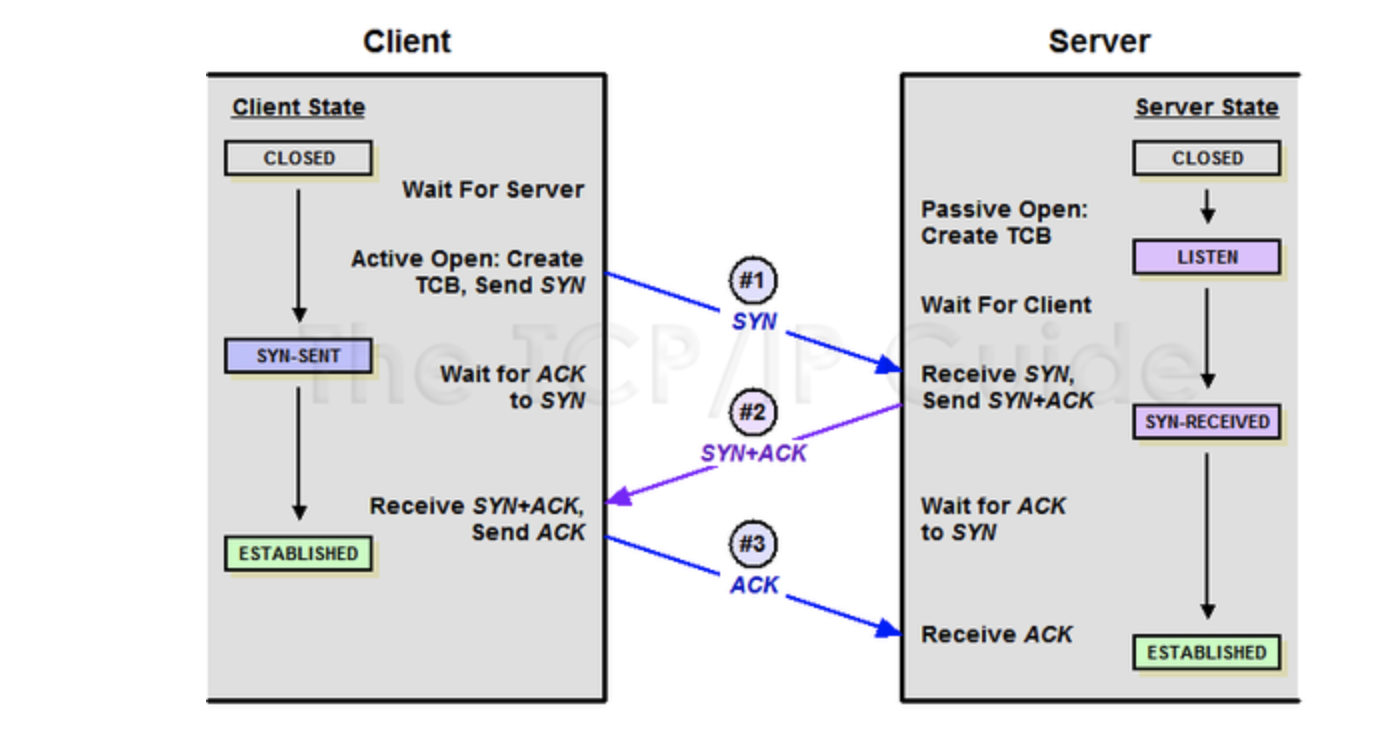 Client
Server
Client State
CLOSED
Wait For Server
Active Open: Create
TCB, Send SYN
SYN-SENT
Wait for ACK
to SYN
Receive SYN+ACK,
Send ACK
ESTABLISHED
#1
SYN
#2
SYN+ACK
#3
ACK
Server State
CLOSED
Passive Open:
Create TCB
LISTEN
Wait For Client
Receive SYN,
Send SYN+ACK
SYN-RECEIVED
Wait for ACK
to SYN
Receive ACK
ESTABLISHED
The TCP/IP Guide